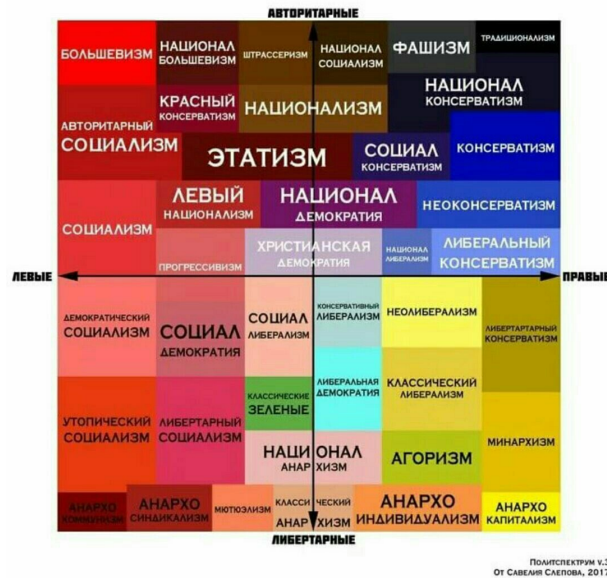 АВТОРИТАРНЫЕ
БОЛЬШЕВИЗМ
НАЦИОНАЛ
БОЛЬШЕВИЗМ
ШТРАССЕРИЗМ
НАЦИОНАЛ
СОЦИАЛИЗМ
ФАШИЗМ
ТРАДИЦИОНАЛИЗМ
АВТОРИТАРНЫЙ
СОЦИАЛИЗМ
КРАСНЫЙ
КОНСЕРВАТИЗМ
НАЦИОНАЛИЗМ
НАЦИОНАЛ
КОНСЕРВАТИЗМ
ЭТАТИЗМ
СОЦИАЛ
КОНСЕРВАТИЗМ
КОНСЕРВАТИЗМ
СОЦИАЛИЗМ
ЛЕВЫЙ
НАЦИОНАЛИЗМ
НАЦИОНАЛ
ДЕМОКРАТИЯ
НЕОКОНСЕРВАТИЗМ
ПРОГРЕССИВИЗМ
ХРИСТИАНСКАЯ
ДЕМОКРАТИЯ
НАЦИОНАЛ
ЛИБЕРАЛИЗМ
ЛИБЕРАЛЬНЫЙ
КОНСЕРВАТИЗМ
ЛЕВЫЕ
ПРАВЫЕ
ДЕМОКРАТИЧЕСКИЙ
СОЦИАЛИЗМ
СОЦИАЛ
ДЕМОКРАТИЯ
СОЦИАЛ
ЛИБЕРАЛИЗМ
КОНСЕРВАТИВНЫЙ
ЛИБЕРАЛИЗМ
НЕОЛИБЕРАЛИЗМ
ЛИБЕРТАРТАРНЫЙ
КОНСЕРВАТИЗМ
УТОПИЧЕСКИЙ
СОЦИАЛИЗМ
ЛИБЕРТАРНЫЙ
СОЦИАЛИЗМ
КЛАССИЧЕСКИЕ
ЗЕЛЕНЫЕ
ЛИБЕРАЛЬНАЯ
ДЕМОКРАТИЯ
КЛАССИЧЕСКИЙ
ЛИБЕРАЛИЗМ
МИНАРХИЗМ
НАЦИОНАЛ
АНАРХИЗМ
АГОРИЗМ
АНАРХО
КОММУНИЗМ
АНАРХО
СИНДИКАЛИЗМ
МЮТЮЭЛИЗМ
КЛАССИЧЕСКИЙ
АНАРХИЗМ
АНАРХО
ИНДИВИДУАЛИЗМ
АНАРХО
КАПИТАЛИЗМ
ЛИБЕРТАРНЫЕ
ПОЛИТСПЕКТРУМ V.3
ОТ САВЕЛИЯ СЛЕПОВА, 2017